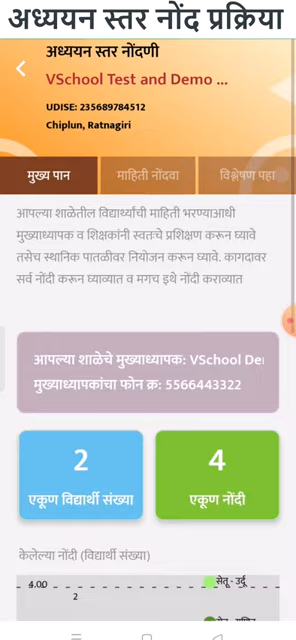 अध्ययन स्तर नोंद प्रक्रिया
अध्ययन स्तर नोंदणी
VSchool Test and Demo ...
UDISE: 235689784512
Chiplun, Ratnagiri
मुख्य पान
माहिती नोंदवा
विश्लेषण पहा
आपल्या शाळेतील विद्यार्थ्यांची माहिती भरण्याआधी
मुख्याध्यापक व शिक्षकांनी स्वतःचे प्रशिक्षण करून घ्यावे
तसेच स्थानिक पातळीवर नियोजन करून घ्यावे. कागदावर
सर्व नोंदी करून घ्याव्यात व मगच इथे नोंदी कराव्यात
आपल्या शाळेचे मुख्याध्यापक: VSchool De
मुख्याध्यापकांचा फोन क्र: 5566443322
2
एकूण विद्यार्थी संख्या
4
एकूण नोंदी
केलेल्या नोंदी (विद्यार्थी संख्या)
4.00
सेतू - उर्दू
2